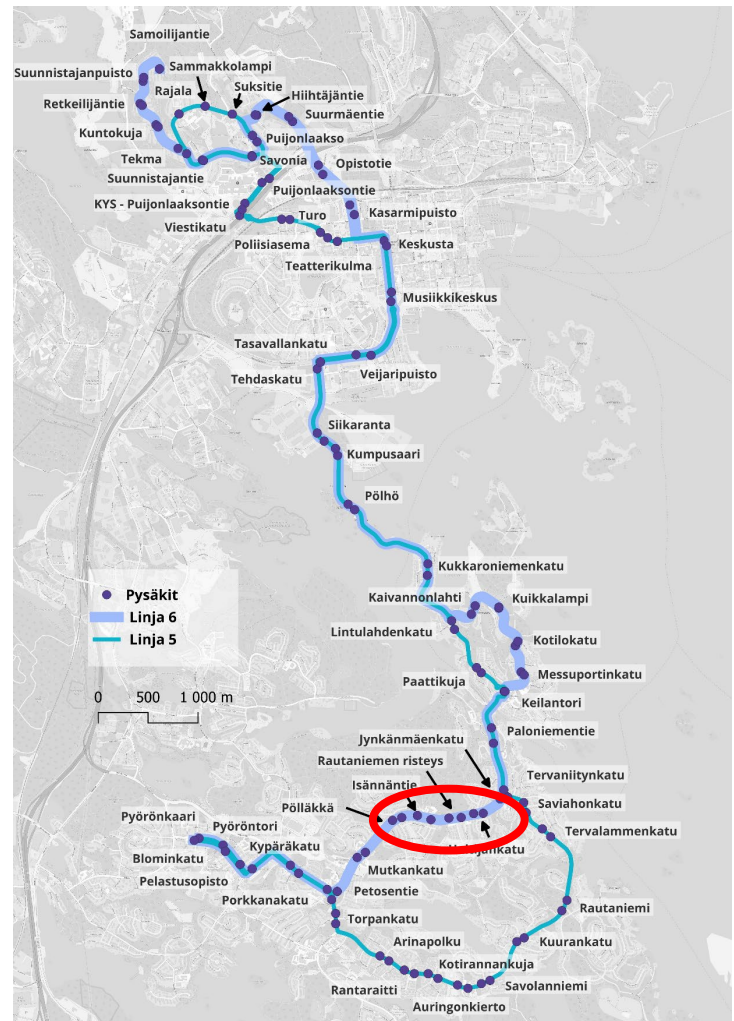 Samoilijantie
Sammakkolampi
Suunnistajanpuisto
Rajala
Suksitie
Hiihtäjäntie
Retkeilijäntie
Suurmäentie
Kuntokuja
Puijonlaakso
Tekma
Savonia
Opistotie
Suunnistajantie
Puijonlaaksontie
KYS - Puijonlaaksontie
Turo
Kasarmipuisto
Viestikatu
Poliisiasema
Keskusta
Teatterikulma
Musiikkikeskus
Tasavallankatu
Tehdaskatu
Veijaripuisto
Siikaranta
Kumpusaari
Pölhö
Kukkaroniemenkatu
Kaivannonlahti
Kuikkalampi
Pysäkit
Linja 6
Linja 5
Lintulahdenkatu
Kotilokatu
Paattikuja
Messuportinkatu
0 500 1 000 m
Keilantori
Paloniementie
Jynkänmäenkatu
Rautaniemen risteys
Tervaniitynkatu
Isännäntie
Saviahonkatu
Pölläkkä
Pyörönkaari
Pyöröntori
Tervalammenkatu
Kypäräkatu
Blominkatu
Mutkankatu
Pelastusopisto
Petosentie
Porkkanakatu
Rautaniemi
Torpankatu
Arinapolku
Kuurankatu
Kotirannankuja
Rantaraitti
Savolanniemi
Auringonkierto